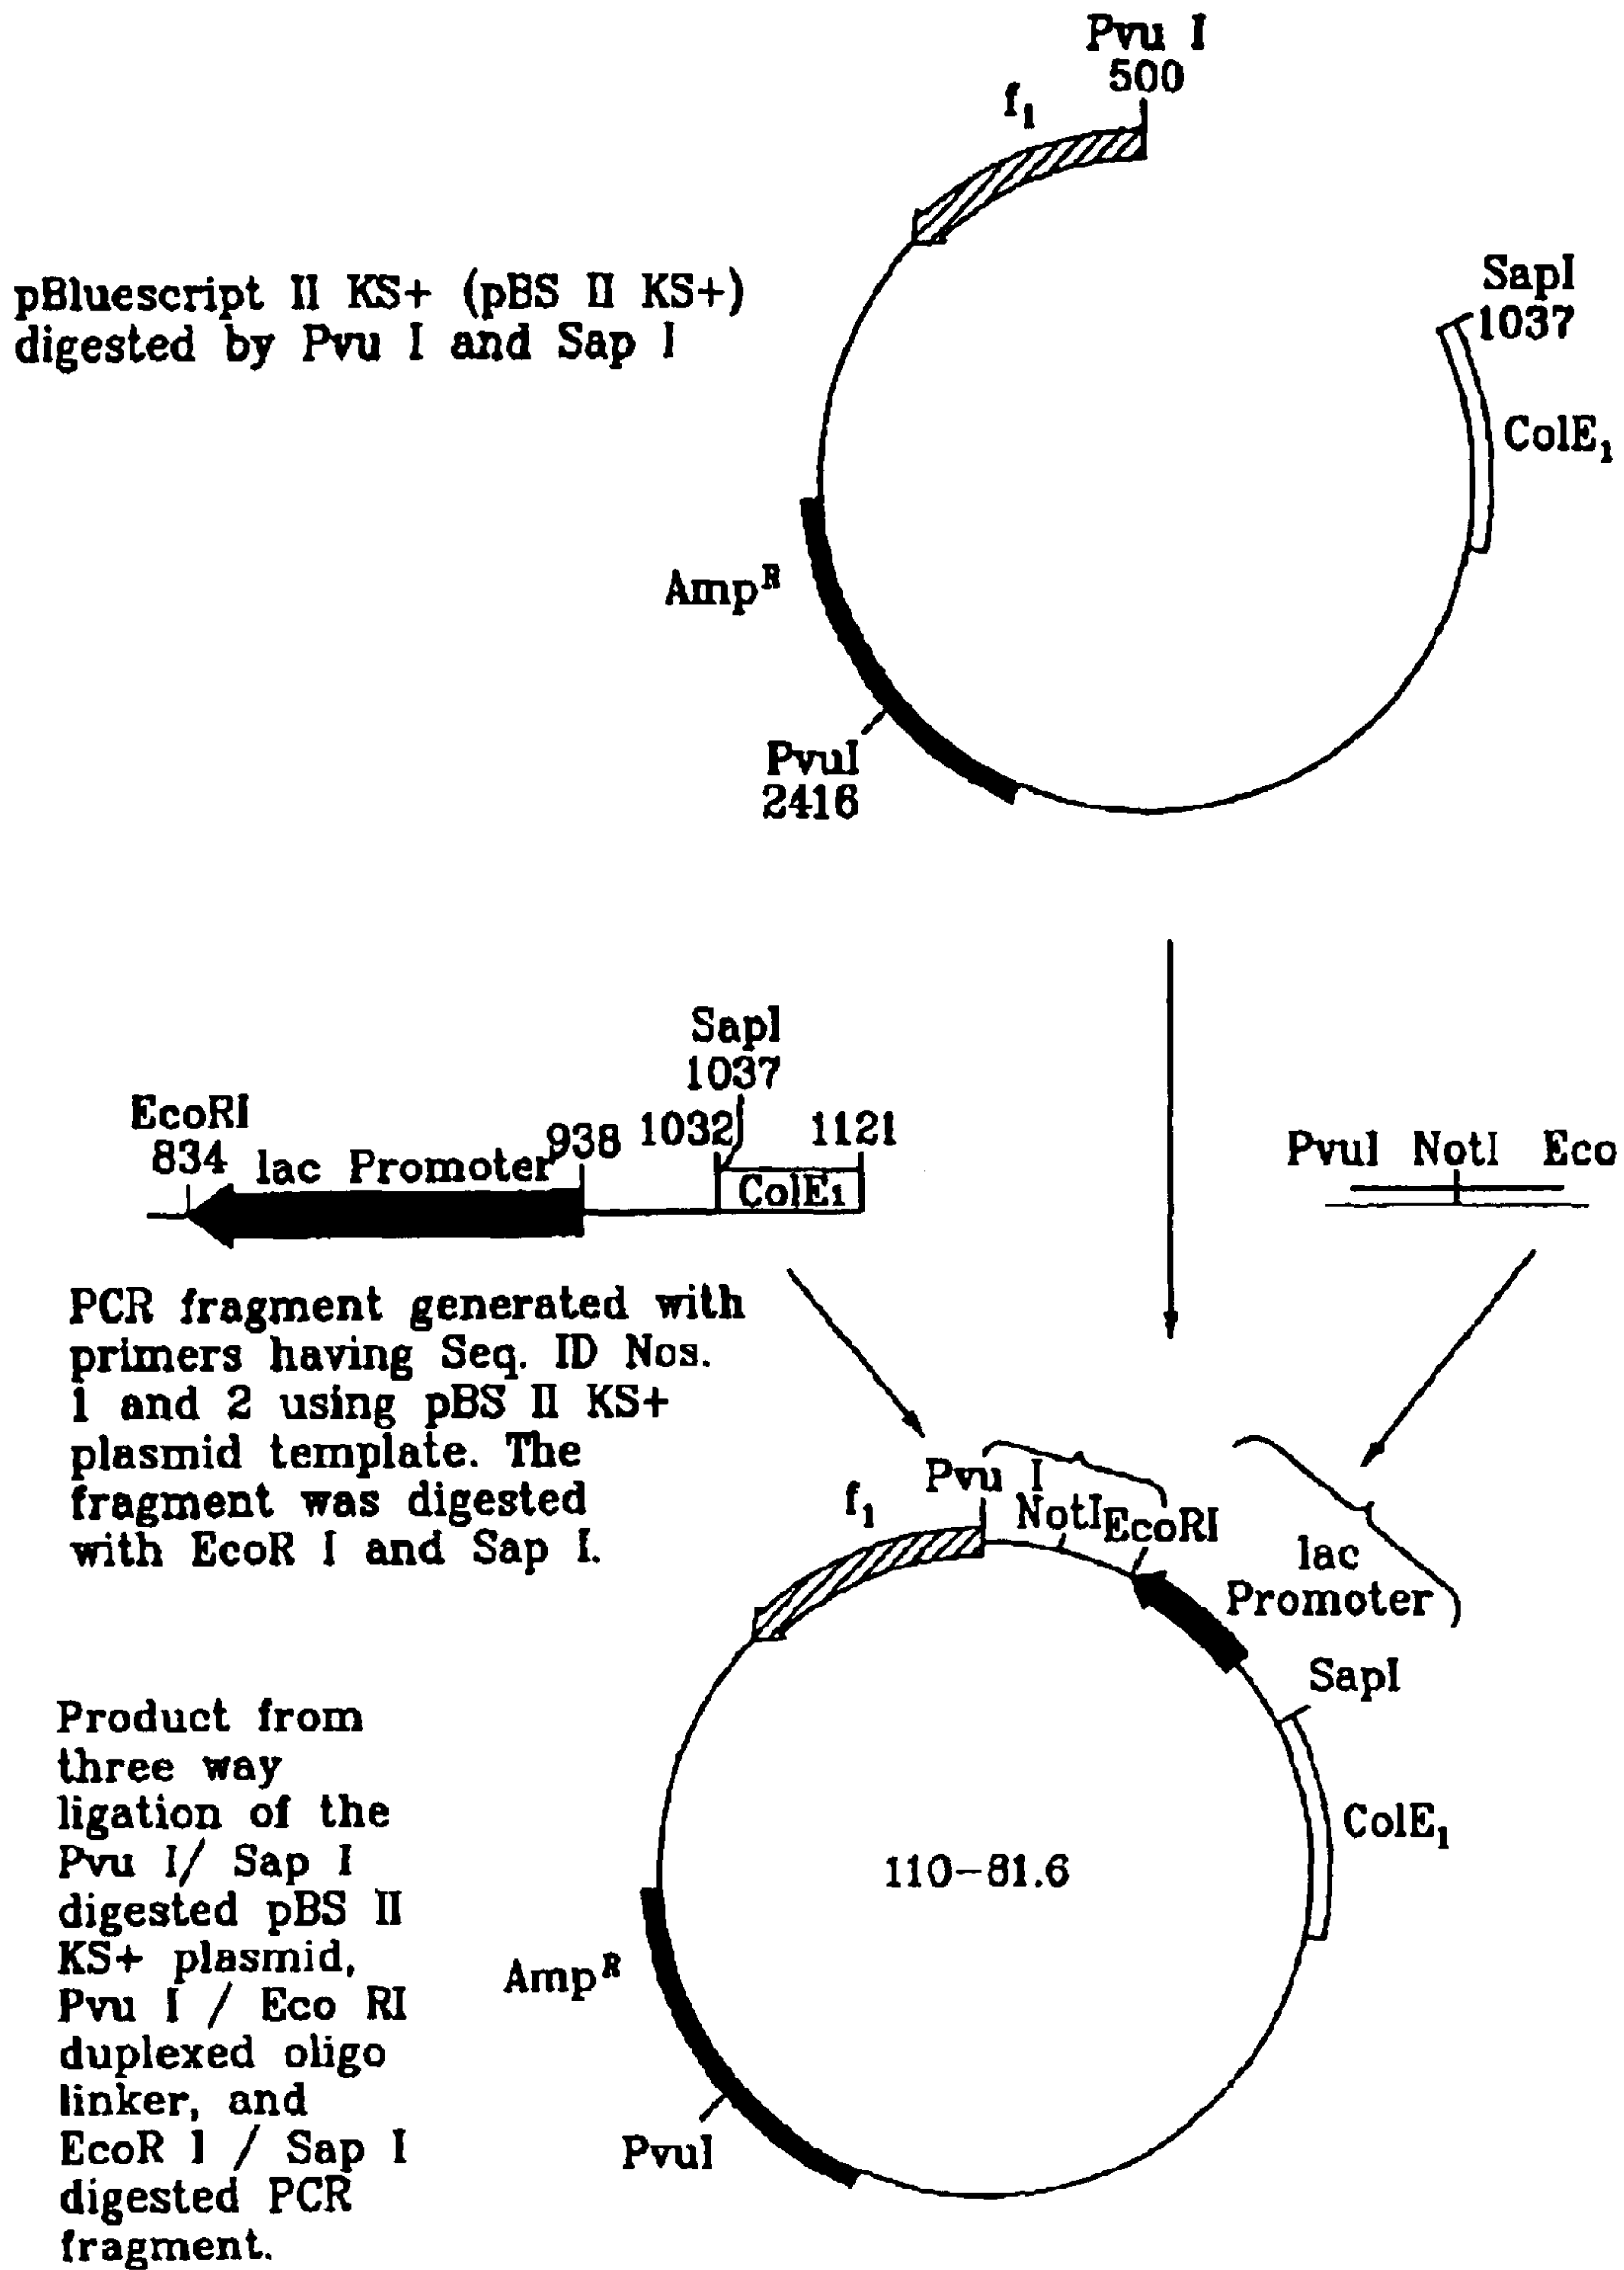 Pvu I
500
f1
pBluescript II KS+ (pBS II KS+)
digested by Pvu I and Sap I
SapI
1037
ColE1
AmpR
PvuI
2416
SapI
1037
EcoRI
834
lac Promoter
938
1032
1121
ColE1
PvuI NotI Eco
PCR fragment generated with
primers having Seq. ID Nos.
1 and 2 using pBS II KS+
plasmid template. The
fragment was digested
with EcoR I and Sap I.
Pvu I
f1
NotI
EcoRI
lac
Promoter
SapI
ColE1
110-81.6
AmpR
PvuI
Product from
three way
ligation of the
Pvu I/ Sap I
digested pBS II
KS+ plasmid,
Pvu I / Eco RI
duplexed oligo
linker, and
EcoR I / Sap I
digested PCR
fragment.